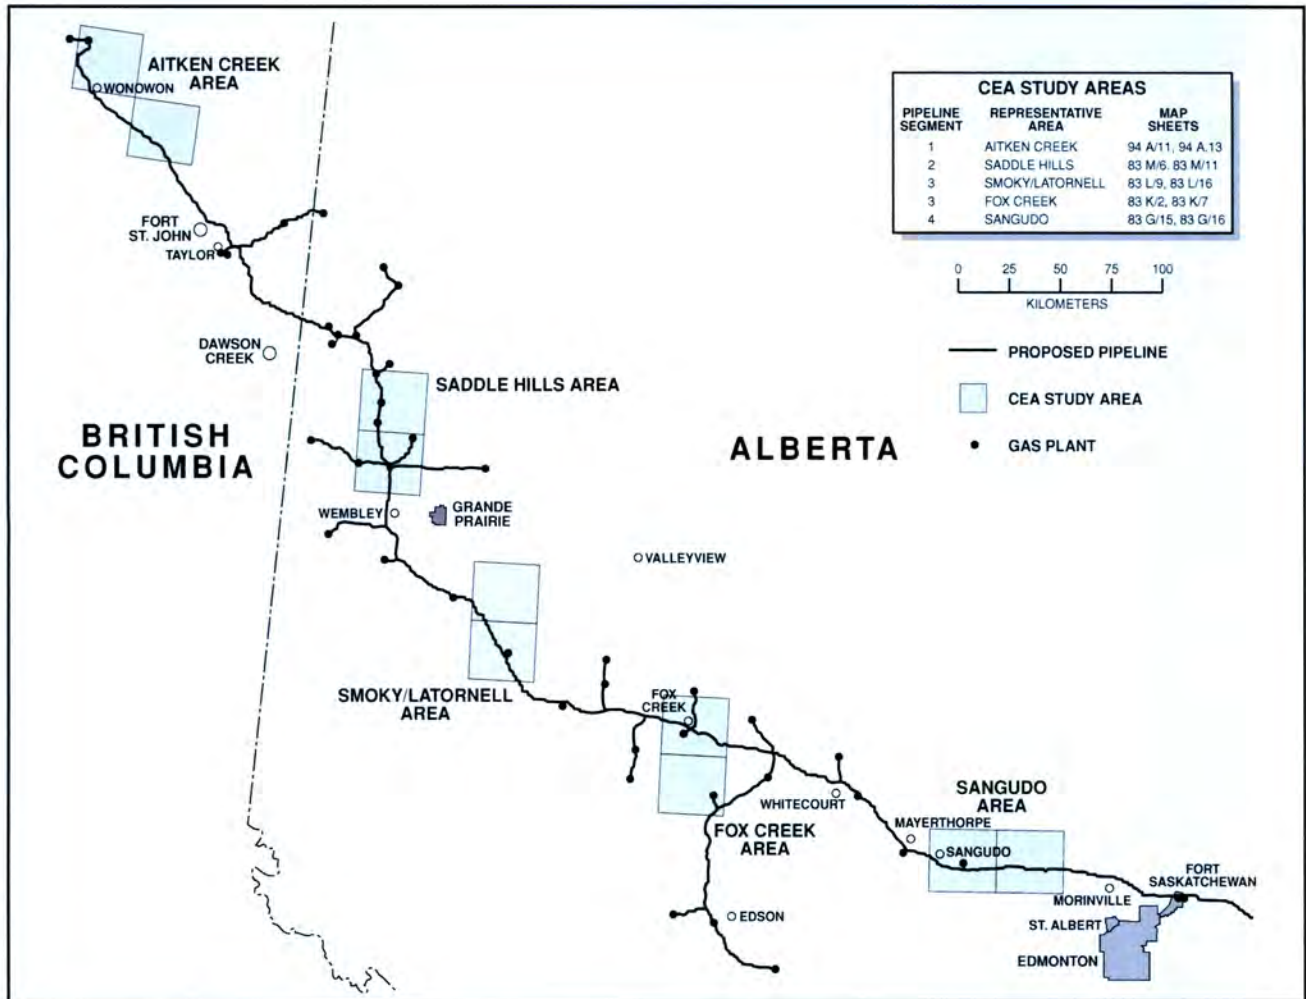 AITKEN CREEK
AREA
WONOWON
CEA STUDY AREAS
PIPELINE SEGMENT REPRESENTATIVE AREA MAP SHEETS
1 AITKEN CREEK 94 A/11, 94 A.13
2 SADDLE HILLS 83 M/6. 83 M/11
3 SMOKY/LATORNELL 83 L/9, 83 L/16
3 FOX CREEK 83 K/2, 83 K/7
4 SANGUDO 83 G/15, 83 G/16
FORT
ST. JOHN
TAYLOR
0 25 50 75 100
KILOMETERS
DAWSON
CREEK
PROPOSED PIPELINE
SADDLE HILLS AREA
CEA STUDY AREA
BRITISH
COLUMBIA
ALBERTA
GAS PLANT
WEMBLEY
GRANDE
PRAIRIE
VALLEYVIEW
SMOKY/LATORNELL
AREA
FOX
CREEK
WHITECOURT
SANGUDO
AREA
FOX CREEK
AREA
MAYERTHORPE
SANGUDO
FORT
SASKATCHEWAN
MORINVILLE
EDSON
ST. ALBERT
EDMONTON